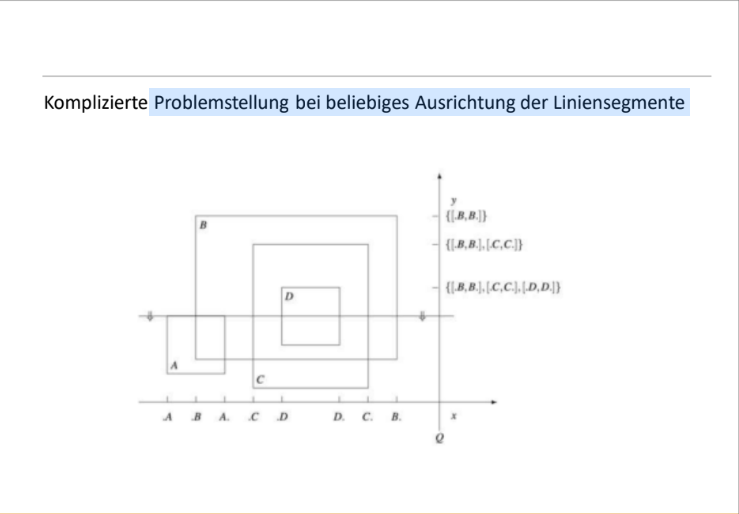 Komplizierte Problemstellung bei beliebiges Ausrichtung der Liniensegmente
y
{[.B,B.]}
B
{[.B,B.],[.C,C.]}
{[.B,B.],[.C,C.],[.D,D.]}
D
A
C
.A .B A. .C .D D. C. B. x
Q